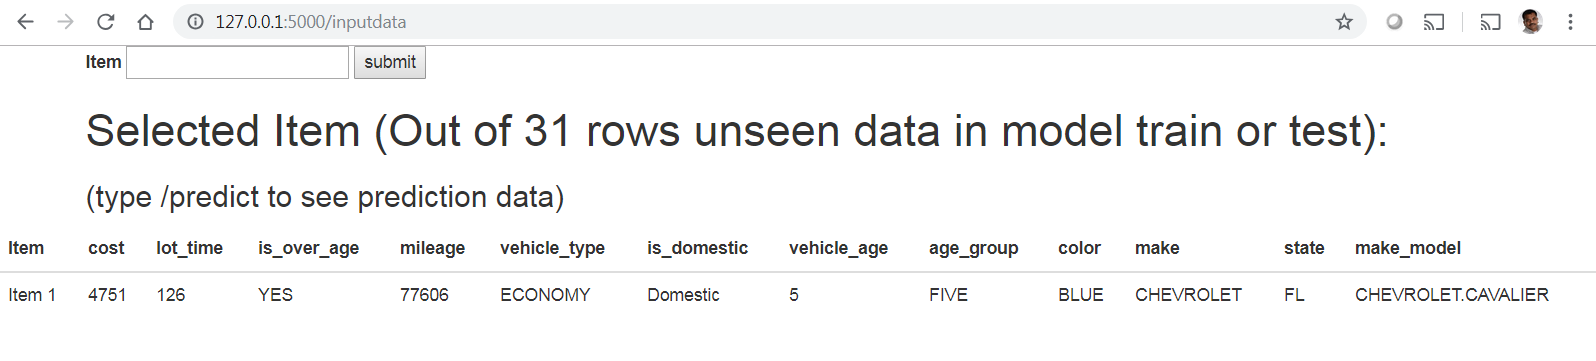 127.0.0.1:5000/inputdata
Item submit
Selected Item (Out of 31 rows unseen data in model train or test):
(type /predict to see prediction data)
Item cost lot_time is_over_age mileage vehicle_type is_domestic vehicle_age age_group color make state make_model
Item 1 4751 126 YES 77606 ECONOMY Domestic 5 FIVE BLUE CHEVROLET FL CHEVROLET.CAVALIER